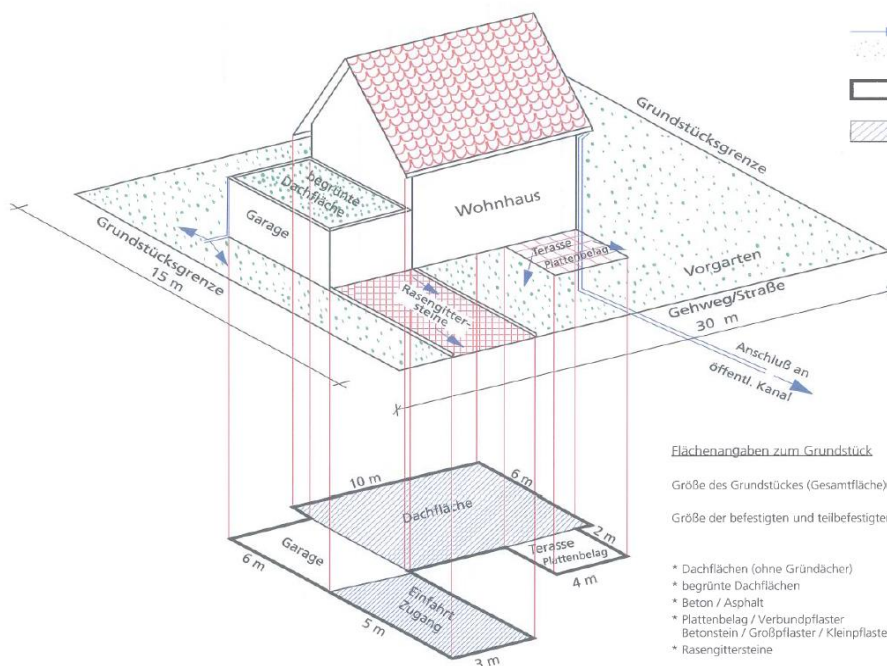 Grundstücksgrenze
begrünte
Dachfläche
Wohnhaus
Garage
Grundstücksgrenze
15 m
Terasse
Plattenbelag
Vorgarten
Rasengitter-
steine
Gehweg/Straße
30 m
Anschluß an
öffentl. Kanal
10 m
6 m
Dachfläche
2 m
Garage
Terasse
Plattenbelag
6 m
4 m
Einfahrt
Zugang
5 m
3 m
Flächenangaben zum Grundstück
Größe des Grundstückes (Gesamtfläche)
Größe der befestigten und teilbefestigten
* Dachflächen (ohne Gründächer)
* begrünte Dachflächen
* Beton / Asphalt
* Plattenbelag / Verbundpflaster
Betonstein / Großpflaster / Kleinpflaste
* Rasengittersteine